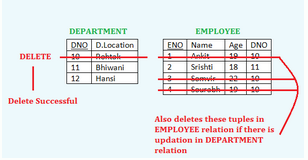 DEPARTMENT
EMPLOYEE
DNO D.Location
10 Rohtak
11 Bhiwani
12 Hansi
ENO Name Age DNO
1 Ankit 19 10
2 Srishti 18 11
3 Somvir 22 10
4 Sourabh 19 10
DELETE
Delete Successful
Also deletes these tuples in
EMPLOYEE relation if there is
updation in DEPARTMENT
relation